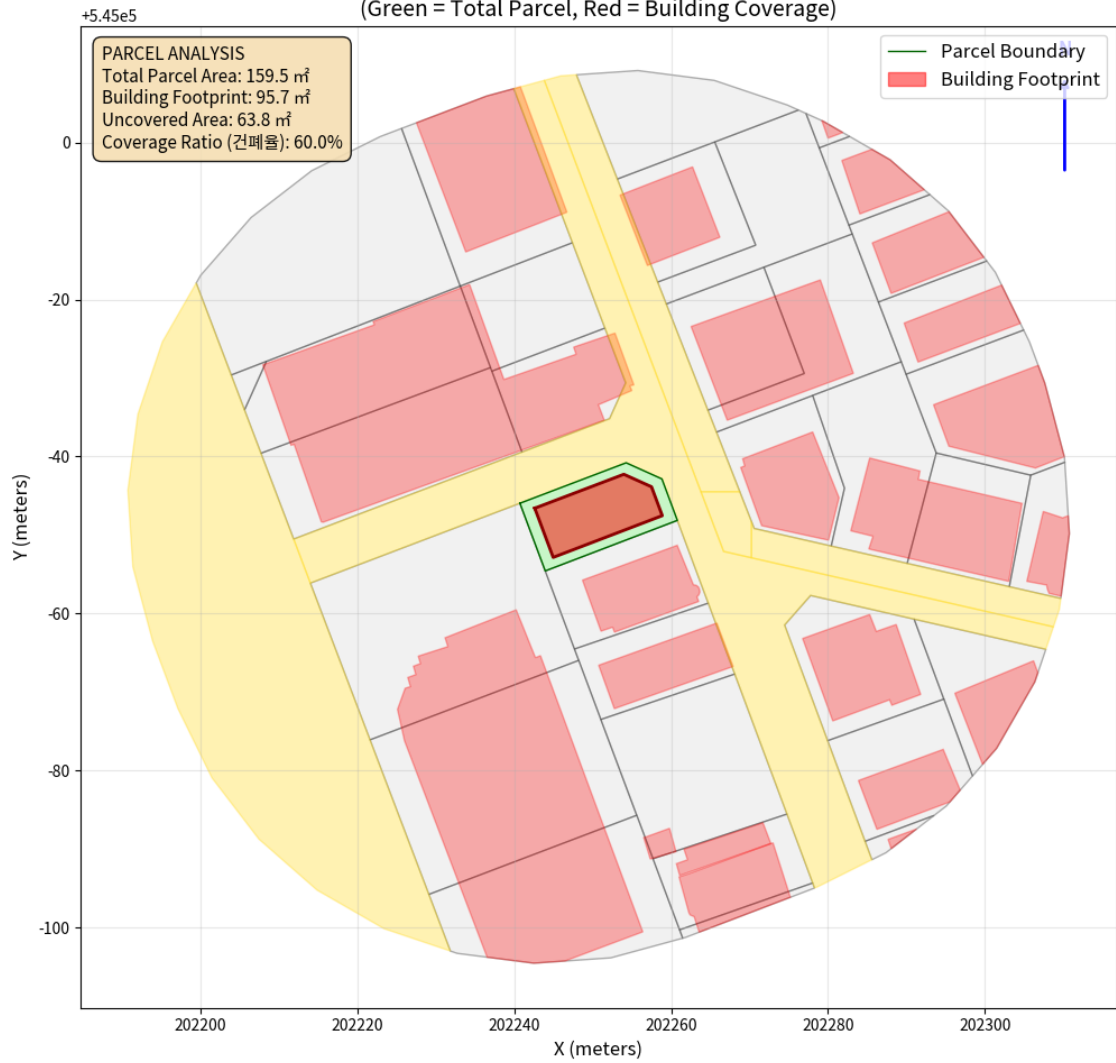 (Green = Total Parcel, Red = Building Coverage)
+5.45e5
PARCEL ANALYSIS
Total Parcel Area: 159.5 ㎡
Building Footprint: 95.7 ㎡
Uncovered Area: 63.8 ㎡
Coverage Ratio (건폐율): 60.0%
Parcel Boundary
Building Footprint
N
0
-20
-40
-60
-80
-100
Y (meters)
202200 202220 202240 202260 202280 202300
X (meters)